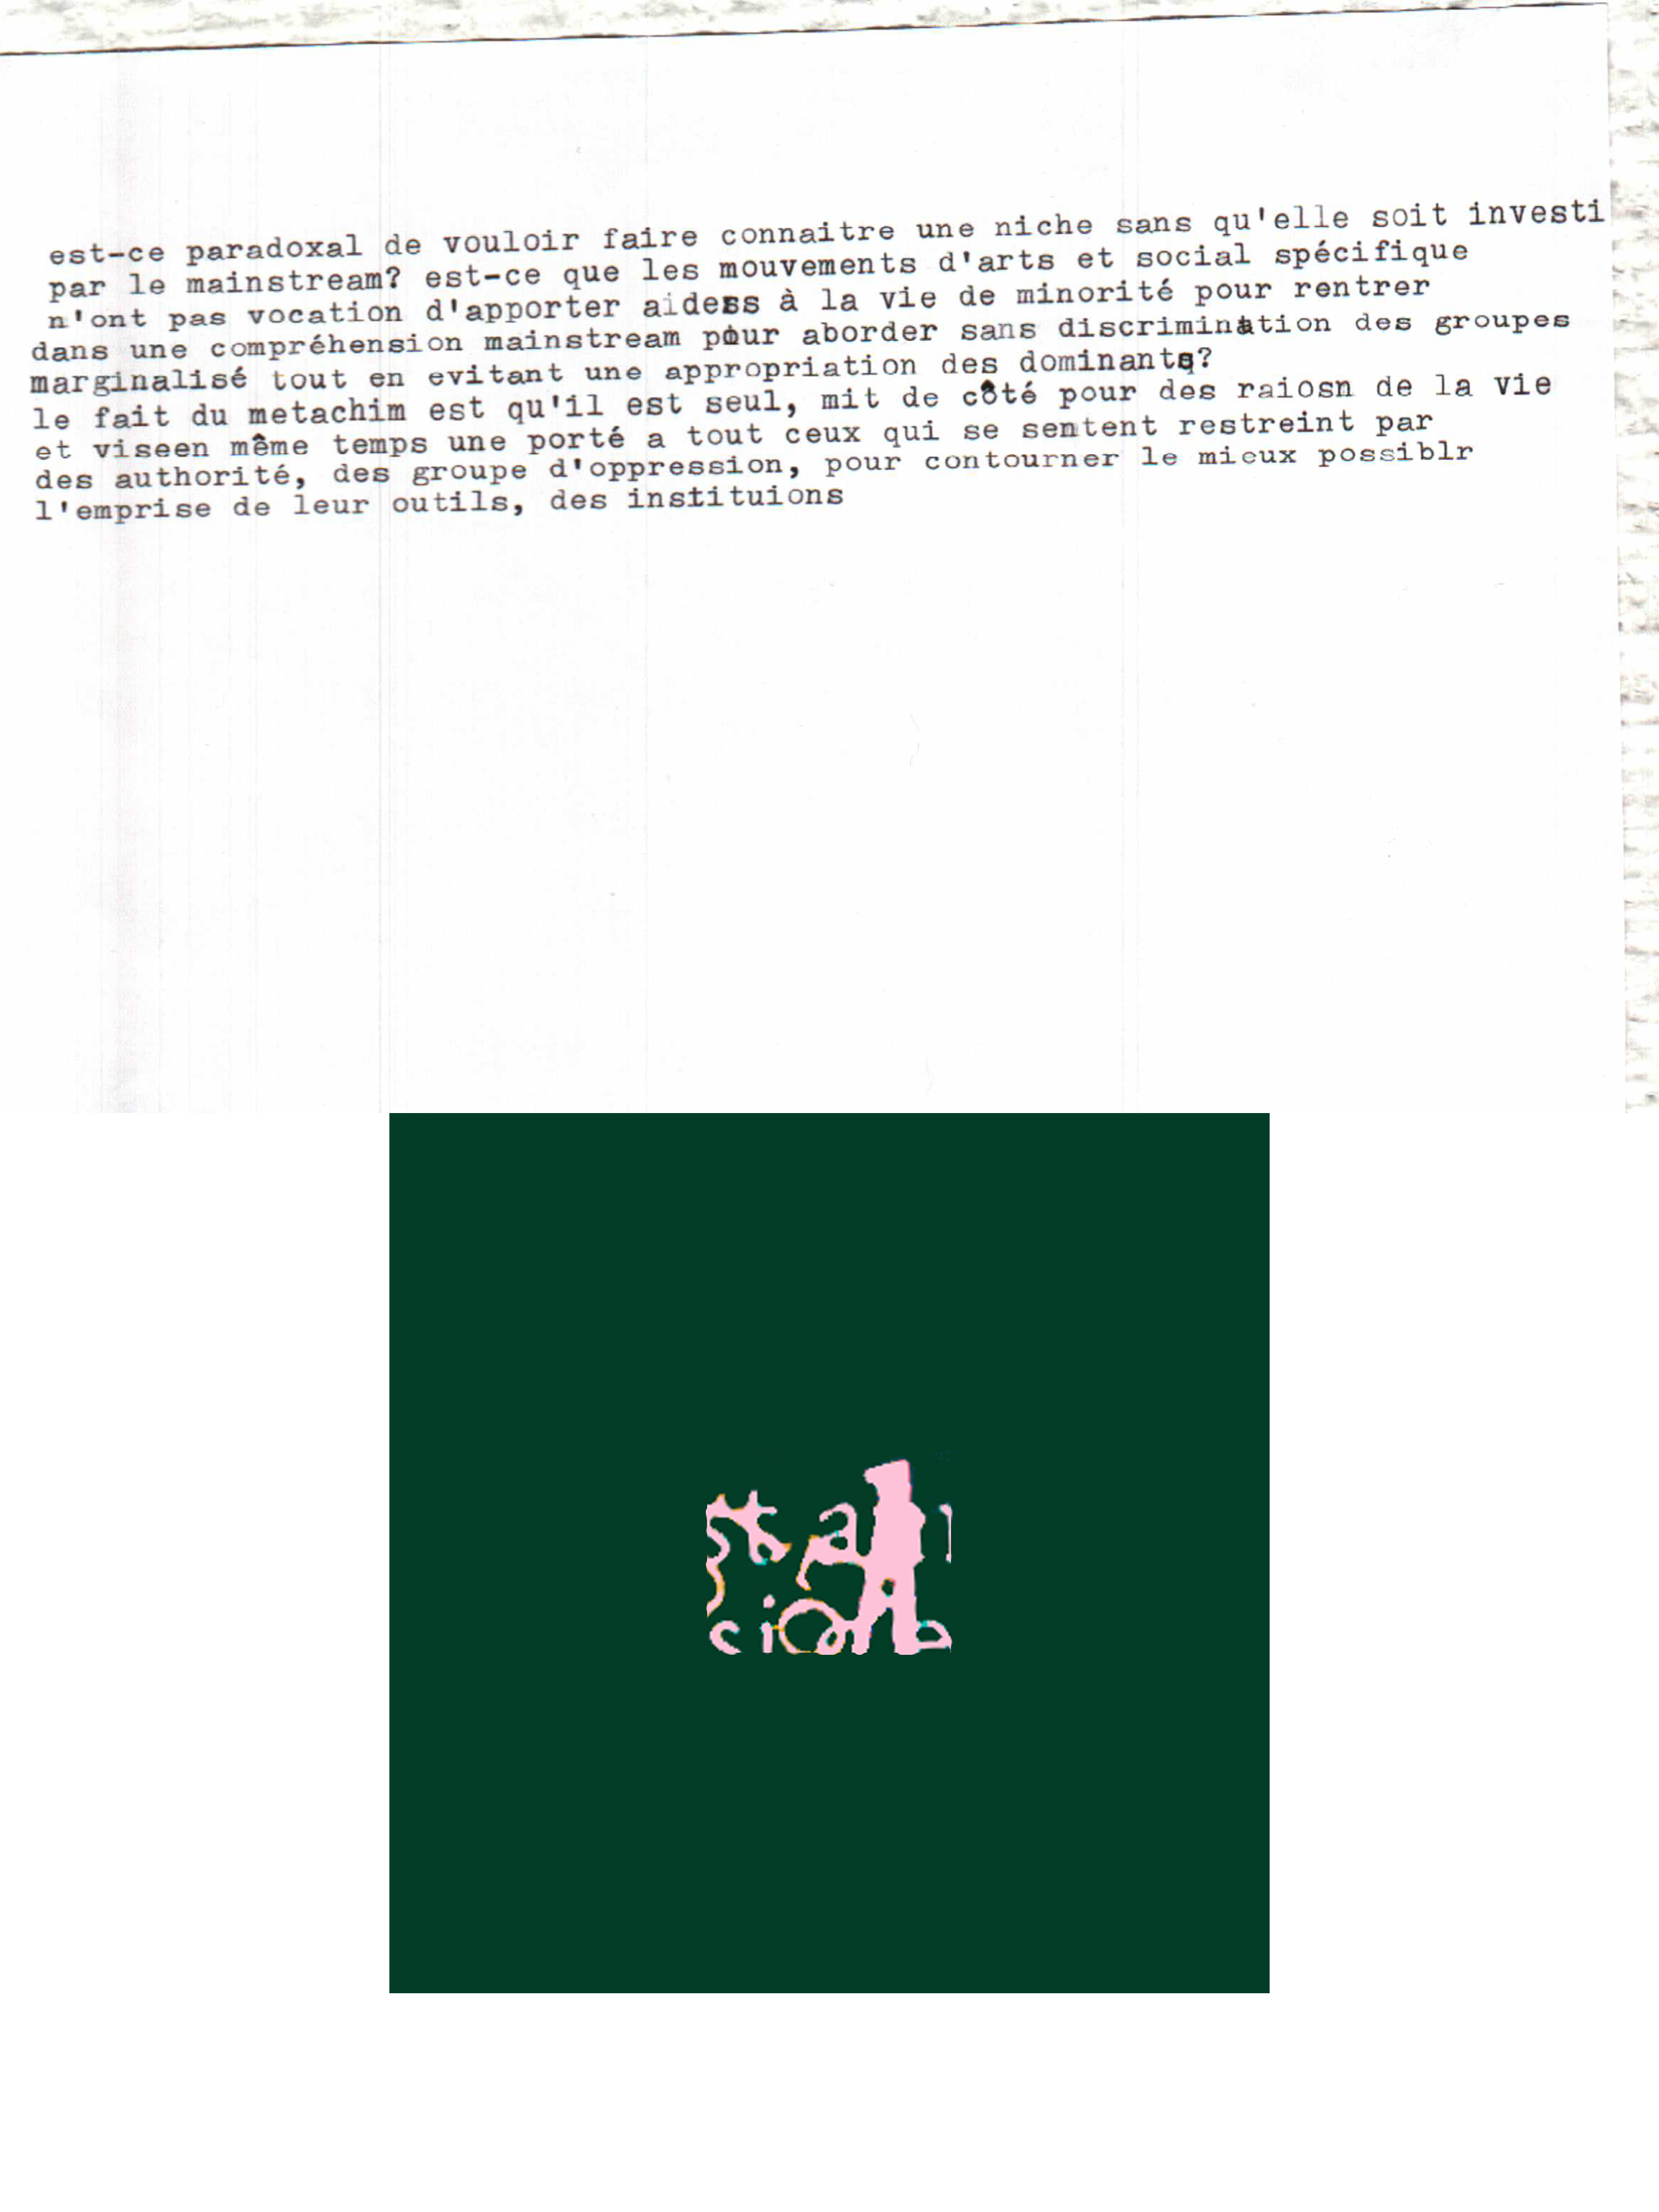 est-ce paradoxal de vouloir faire connaitre une niche sans qu'elle soit investi
par le mainstream? est-ce que les mouvements d'arts et social spécifique
n'ont pas vocation d'apporter aidess à la vie de minorité pour rentrer
dans une compréhension mainstream pour aborder sans discrimination des groupes
marginalisé tout en evitant une appropriation des dominants?
le fait du metachim est qu'il est seul, mit de côté pour des raiosn de la vie
et viseen même temps une porté a tout ceux qui se sentent restreint par
des authorité, des groupe d'oppression, pour contourner le mieux possiblr
l'emprise de leur outils, des instituions